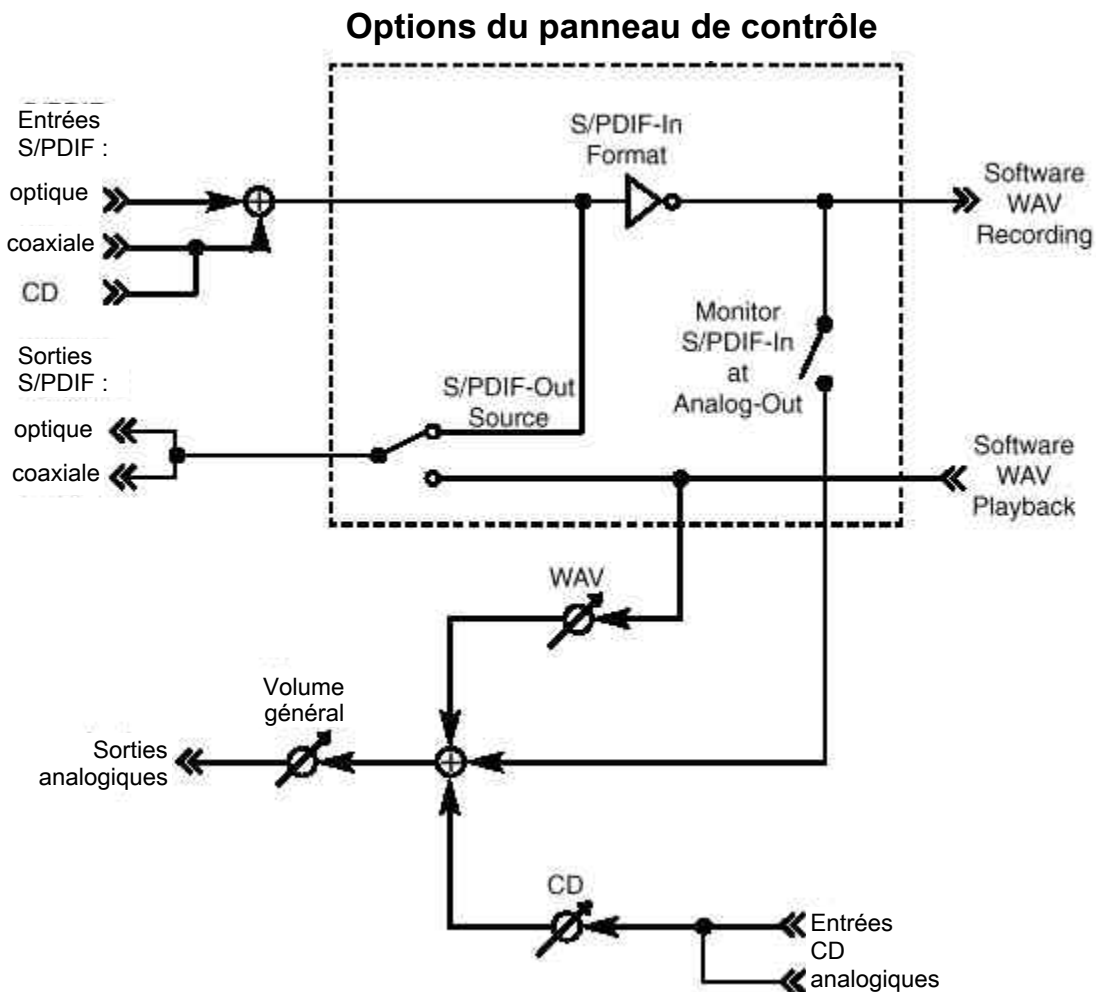 Options du panneau de contrôle
Entrées
S/PDIF :
optique
coaxiale
CD
S/PDIF-In
Format
Software
WAV
Recording
Monitor
S/PDIF-In
at
Analog-Out
Sorties
S/PDIF :
optique
coaxiale
S/PDIF-Out
Source
Software
WAV
Playback
WAV
Volume
général
Sorties
analogiques
CD
Entrées
CD
analogiques